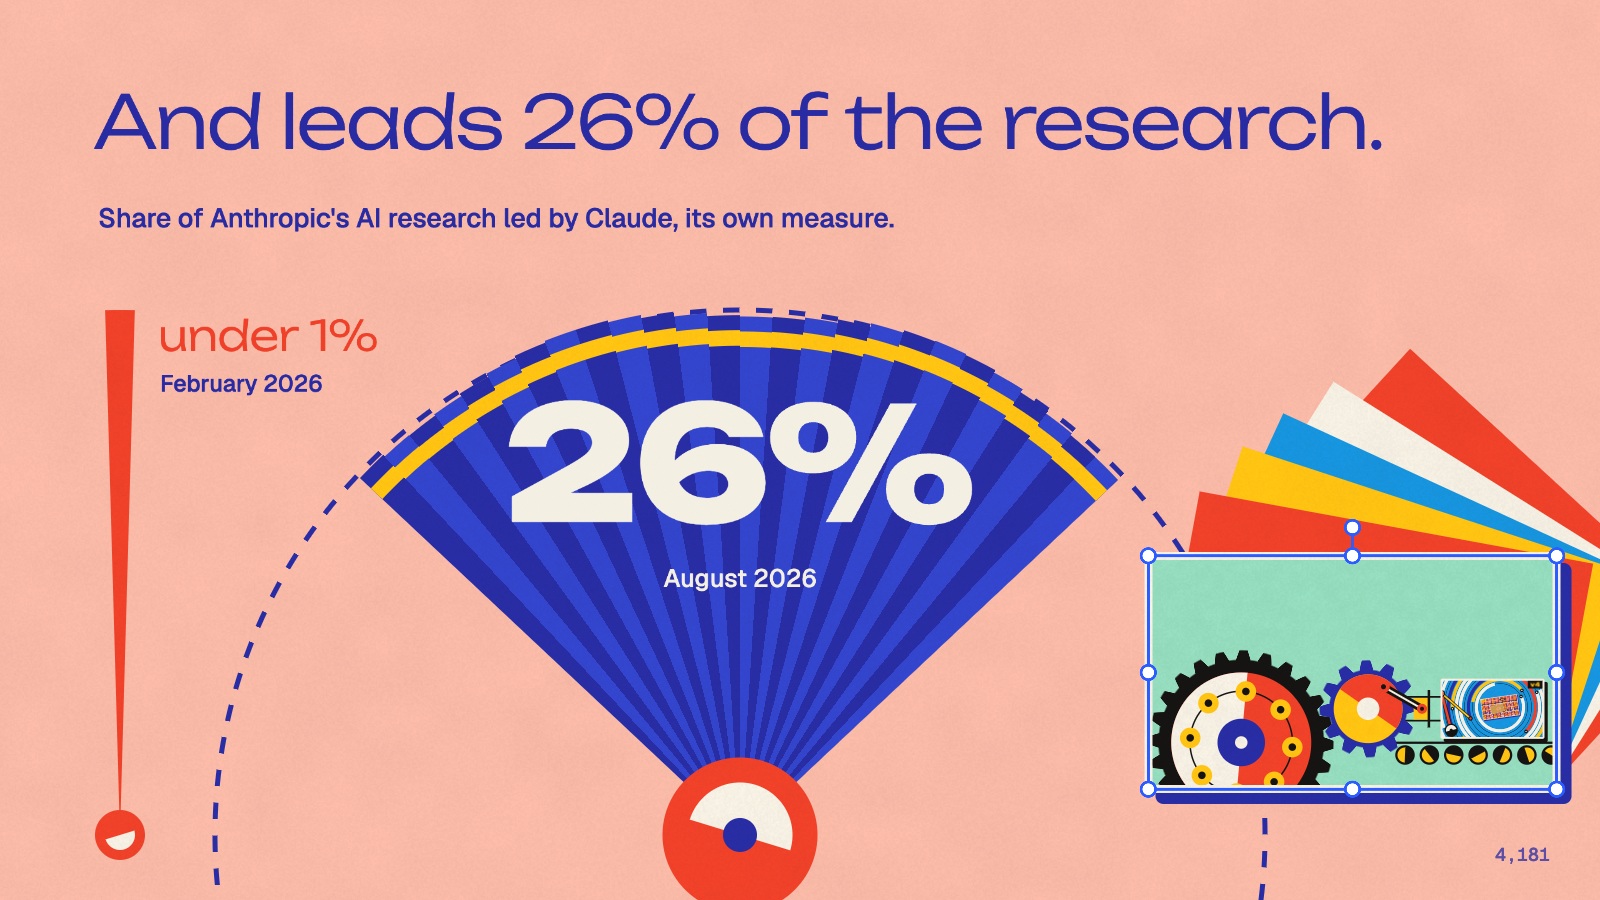 And leads 26% of the research.
Share of Anthropic's AI research led by Claude, its own measure.
under 1%
February 2026
26%
August 2026
v4
4,181